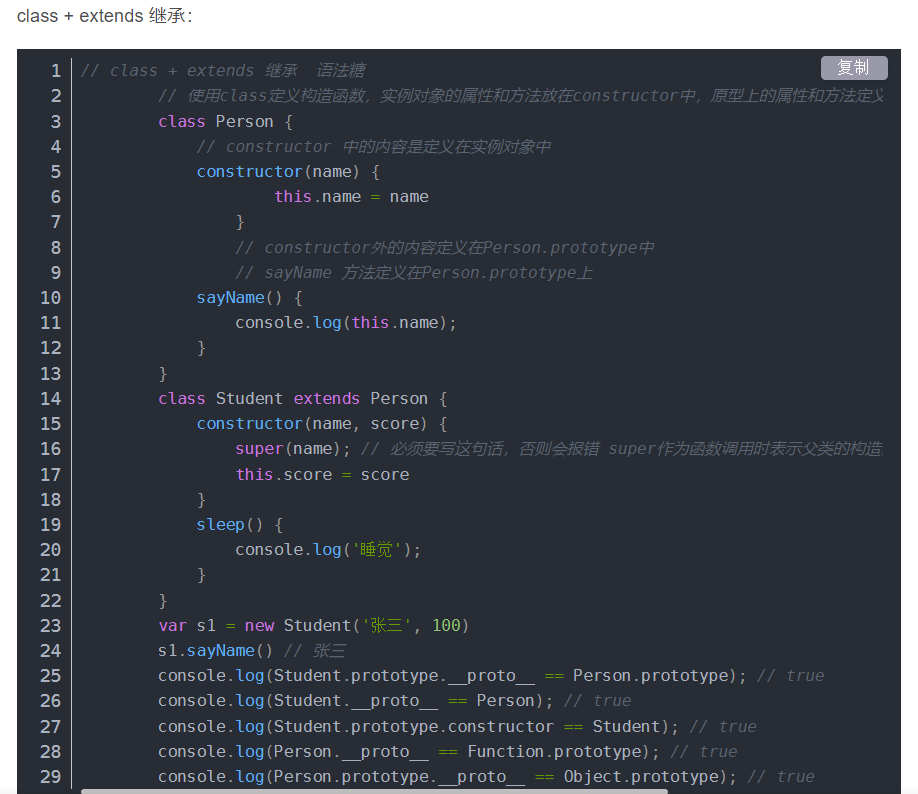 class + extends 继承：
复制
1 // class + extends 继承  语法糖
2 // 使用class定义构造函数，实例对象的属性和方法放在constructor中，原型上的属性和方法定义
3 class Person {
4 // constructor 中的内容是定义在实例对象中
5 constructor(name) {
6 this.name = name
7 }
8 // constructor外的内容定义在Person.prototype中
9 // sayName 方法定义在Person.prototype上
10 sayName() {
11 console.log(this.name);
12 }
13 }
14 class Student extends Person {
15 constructor(name, score) {
16 super(name); // 必须要写这句话，否则会报错 super作为函数调用时表示父类的构造
17 this.score = score
18 }
19 sleep() {
20 console.log('睡觉');
21 }
22 }
23 var s1 = new Student('张三', 100)
24 s1.sayName() // 张三
25 console.log(Student.prototype.__proto__ == Person.prototype); // true
26 console.log(Student.__proto__ == Person); // true
27 console.log(Student.prototype.constructor == Student); // true
28 console.log(Person.__proto__ == Function.prototype); // true
29 console.log(Person.prototype.__proto__ == Object.prototype); // true